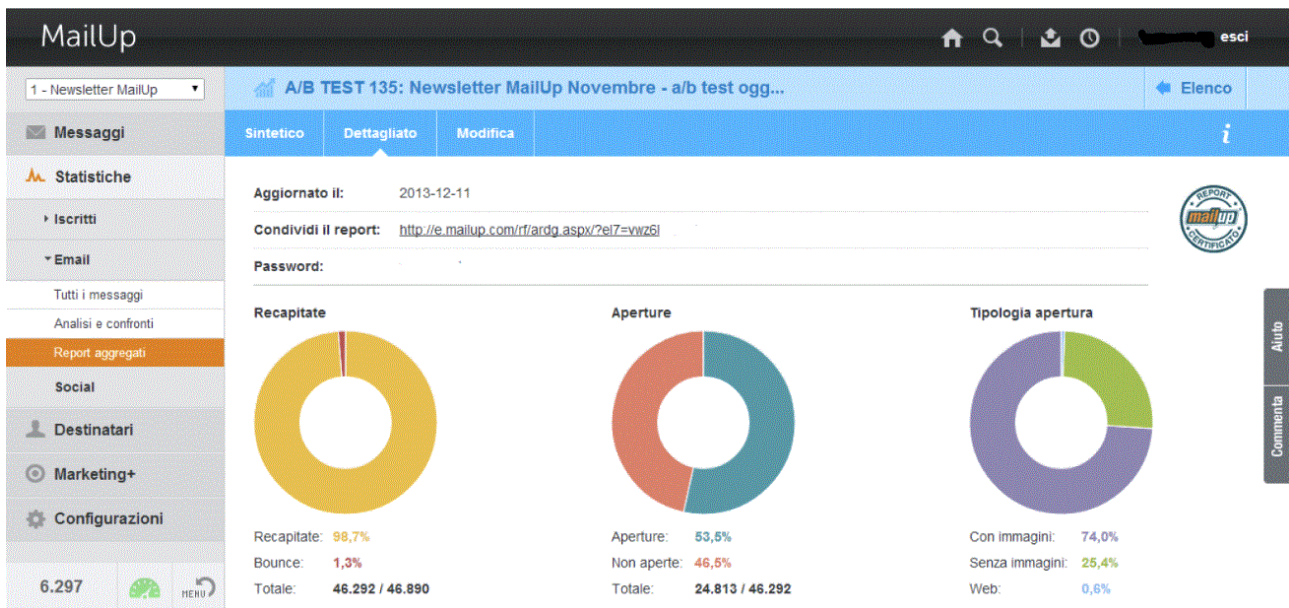 MailUp
esci
1 - Newsletter MailUp
A/B TEST 135: Newsletter MailUp Novembre - a/b test ogg...
Elenco
Messaggi
Sintetico
Dettagliato
Modifica
i
Statistiche
Iscritti
Email
Tutti i messaggi
Analisi e confronti
Report aggregati
Social
Destinatari
Marketing+
Configurazioni
6.297
MENU
Aggiornato il: 2013-12-11
Condividi il report: http://e.mailup.com/rf/ardg.aspx/?el7=vwz6l
Password:
REPORT
mailup
CERTIFICATO
Recapitate
Recapitate: 98,7%
Bounce: 1,3%
Totale: 46.292 / 46.890
Aperture
Aperture: 53,5%
Non aperte: 46,5%
Totale: 24.813 / 46.292
Tipologia apertura
Con immagini: 74,0%
Senza immagini: 25,4%
Web: 0,6%
Aiuto
Commenta